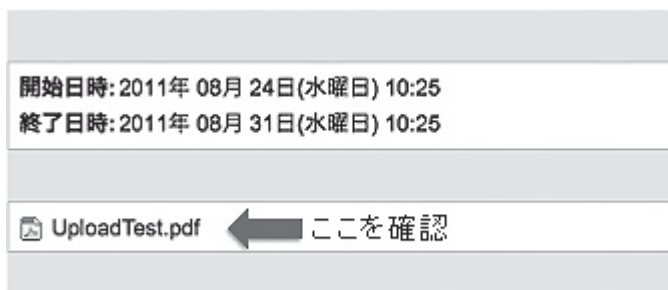 開始日時: 2011年 08月 24日(水曜日) 10:25
終了日時: 2011年 08月 31日(水曜日) 10:25
UploadTest.pdf ここを確認